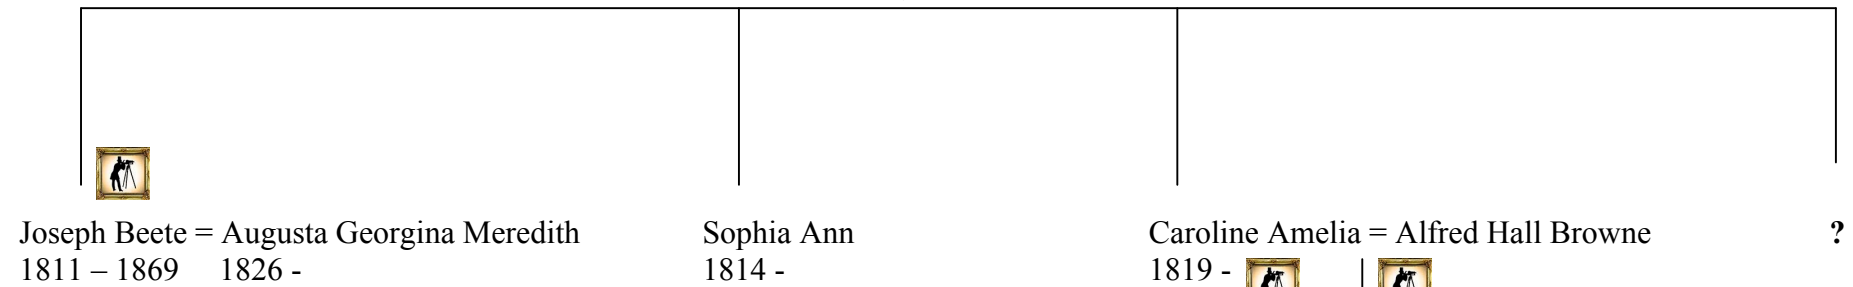 Joseph Beete = Augusta Georgina Meredith Sophia Ann Caroline Amelia = Alfred Hall Browne ?
1811 – 1869 1826 - 1814 - 1819 - |